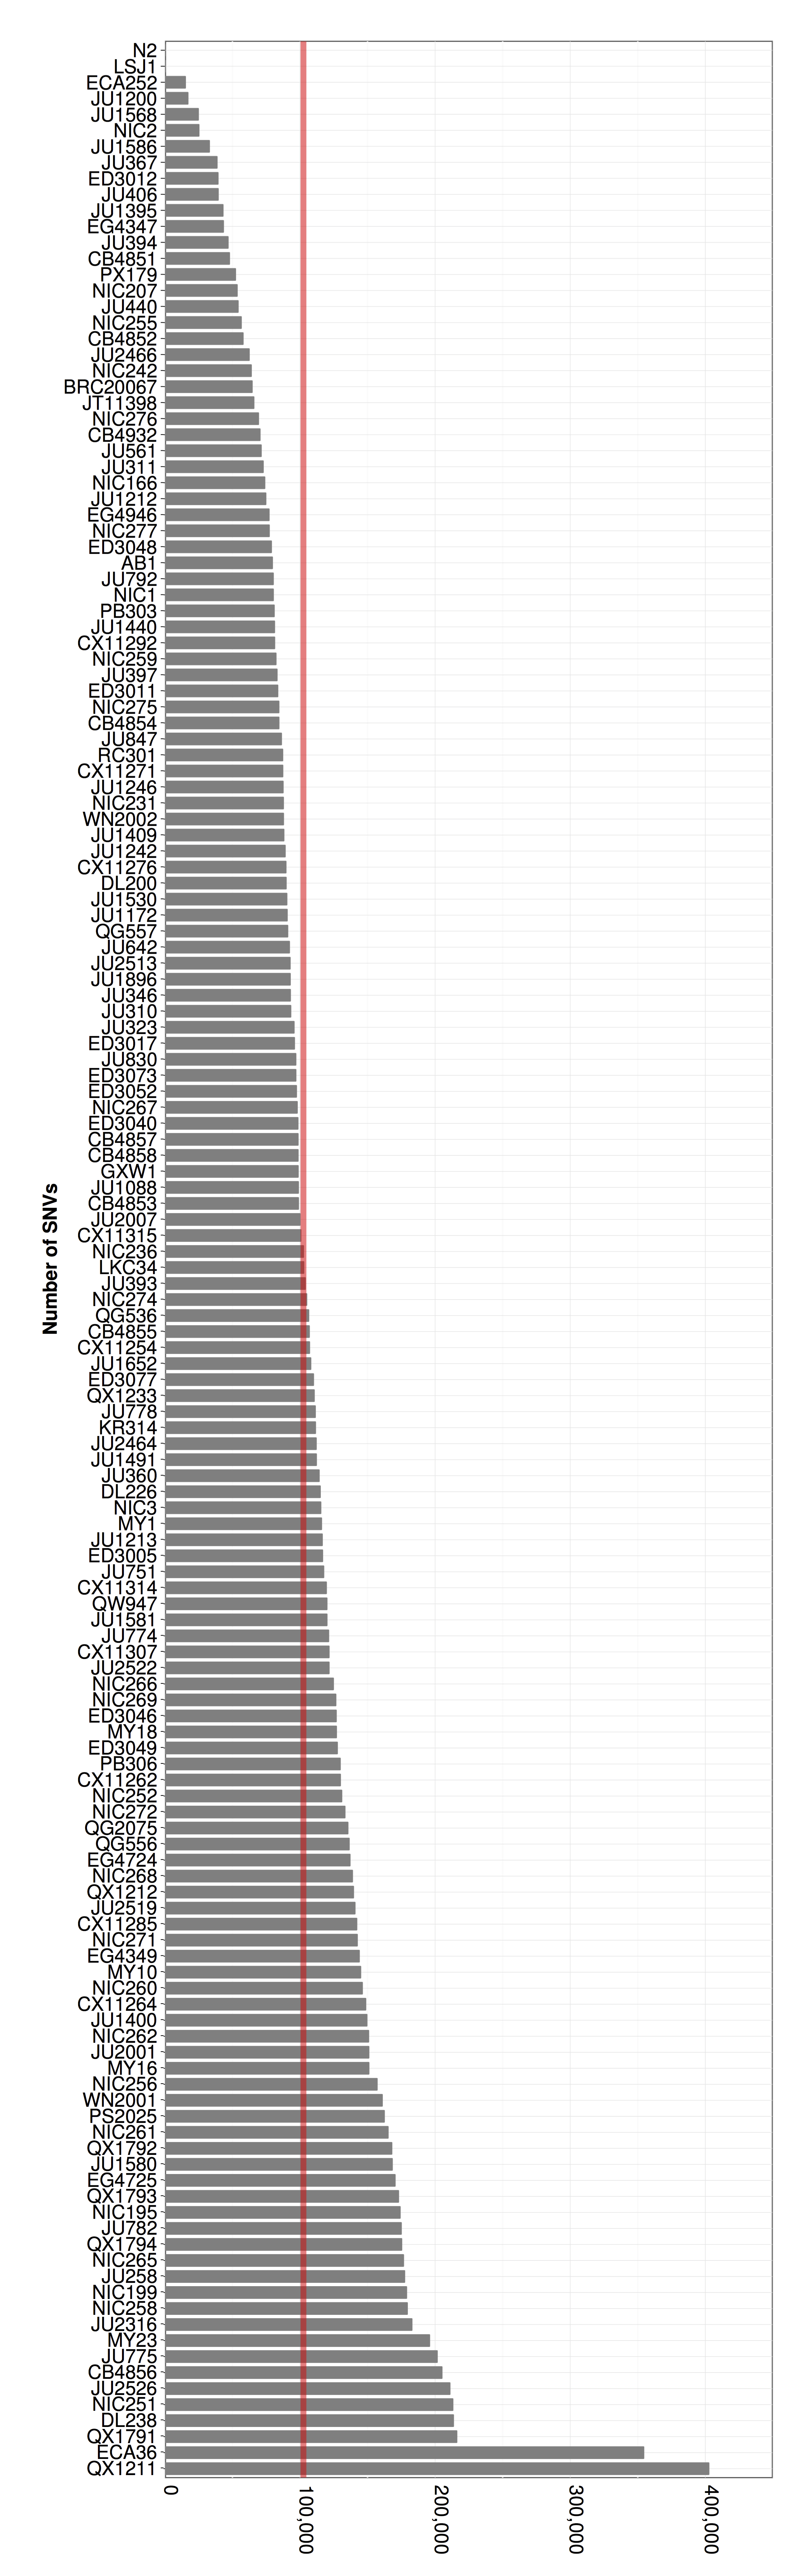 N2
LSJ1
ECA252
JU1200
JU1568
NIC2
JU1586
JU367
ED3012
JU406
JU1395
EG4347
JU394
CB4851
PX179
NIC207
JU440
NIC255
CB4852
JU2466
NIC242
BRC20067
JT11398
NIC276
CB4932
JU561
JU311
NIC166
JU1212
EG4946
NIC277
ED3048
AB1
JU792
NIC1
PB303
JU1440
CX11292
NIC259
JU397
ED3011
NIC275
CB4854
JU847
RC301
CX11271
JU1246
NIC231
WN2002
JU1409
JU1242
CX11276
DL200
JU1530
JU1172
QG557
JU642
JU2513
JU1896
JU346
JU310
JU323
ED3017
JU830
ED3073
ED3052
NIC267
ED3040
CB4857
CB4858
GXW1
JU1088
CB4853
JU2007
CX11315
NIC236
LKC34
JU393
NIC274
QG536
CB4855
CX11254
JU1652
ED3077
QX1233
JU778
KR314
JU2464
JU1491
JU360
DL226
NIC3
MY1
JU1213
ED3005
JU751
CX11314
QW947
JU1581
JU774
CX11307
JU2522
NIC266
NIC269
ED3046
MY18
ED3049
PB306
CX11262
NIC252
NIC272
QG2075
QG556
EG4724
NIC268
QX1212
JU2519
CX11285
NIC271
EG4349
MY10
NIC260
CX11264
JU1400
NIC262
JU2001
MY16
NIC256
WN2001
PS2025
NIC261
QX1792
JU1580
EG4725
QX1793
NIC195
JU782
QX1794
NIC265
JU258
NIC199
NIC258
JU2316
MY23
JU775
CB4856
JU2526
NIC251
DL238
QX1791
ECA36
QX1211
Number of SNVs
0
100,000
200,000
300,000
400,000